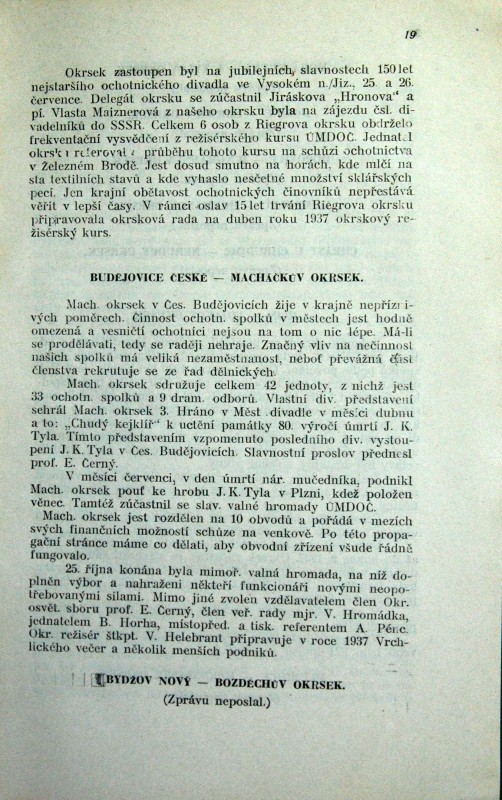 19
Okrsek zastoupen byl na jubilejních slavnostech 150 let
nejstaršího ochotnického divadla ve Vysokém n./Jiz., 25. a 26.
července. Delegát okrsku se zúčastnil Jiráskova „Hronova" a
pí. Vlasta Maiznerová z našeho okrsku byla na zájezdu čsl. di-
vadelníků do SSSR. Celkem 6 osob z Riegrova okrsku obdrželo
frekventační vysvědčení z režisérského kursu ÚMDOČ. Jednatel
okrsku referoval o průběhu tohoto kursu na schůzi ochotnictva
v Železném Brodě. Jest dosud smutno na horách, kde mlčí na
sta textilních stavů a kde vyhaslo nesčetné množství sklářských
pecí. Jen krajní obětavost ochotnických činovníků nepřestává
věřit v lepší časy. V rámci oslav 15 let trvání Riegrova okrsku
připravovala okrsková rada na duben roku 1937 okrskový re-
žisérský kurs.
BUDĚJOVICE ČESKÉ — MACHÁČKŮV OKRSEK.
Mach. okrsek v Čes. Budějovicích žije v krajně nepřízni-
vých poměrech. Činnost ochotn. spolků v městech jest hodně
omezená a vesničtí ochotníci nejsou na tom o nic lépe. Má-li
se prodělávati, tedy se raději nehraje. Značný vliv na nečinnost
našich spolků má veliká nezaměstnanost, neboť převážná část
členstva rekrutuje se ze řad dělnických.
Mach. okrsek sdružuje celkem 42 jednoty, z nichž jest
33 ochotn. spolků a 9 dram. odborů. Vlastní div. představení
sehrál Mach. okrsek 3. Hráno v Měst. divadle v měsíci dubnu
a to: „Chudý kejklíř" k uctění památky 80. výročí úmrtí J. K.
Tyla. Tímto představením vzpomenuto posledního div. vystou-
pení J. K. Tyla v Čes. Budějovicích. Slavnostní proslov přednesl
prof. E. Černý.
V měsíci červenci, v den úmrtí nár. mučedníka, podnikl
Mach. okrsek pouť ke hrobu J. K. Tyla v Plzni, kdež položen
věnec. Tamtéž zúčastnil se slav. valné hromady ÚMDOČ.
Mach. okrsek jest rozdělen na 10 obvodů a pořádá v mezích
svých finančních možností schůze na venkově. Po této propa-
gační stránce máme co dělati, aby obvodní zřízení všude řádně
fungovalo.
25. října konána byla mimoř. valná hromada, na níž do-
plněn výbor a nahraženi někteří funkcionáři novými neopo-
třebovanými silami. Mimo jiné zvolen vzdělavatelem člen Okr.
osvět. sboru prof. E. Černý, člen veř. rady mjr. V. Hromádka,
jednatelem B. Horha, místopřed. a tisk. referentem A.
Okr. režisér štkpt. V. Helebrant připravuje v roce 1937 Vrch-
lického večer a několik menších podniků.
BYDŽOV NOVÝ — BOZDĚCHŮV OKRSEK.
(Zprávu neposlal.)